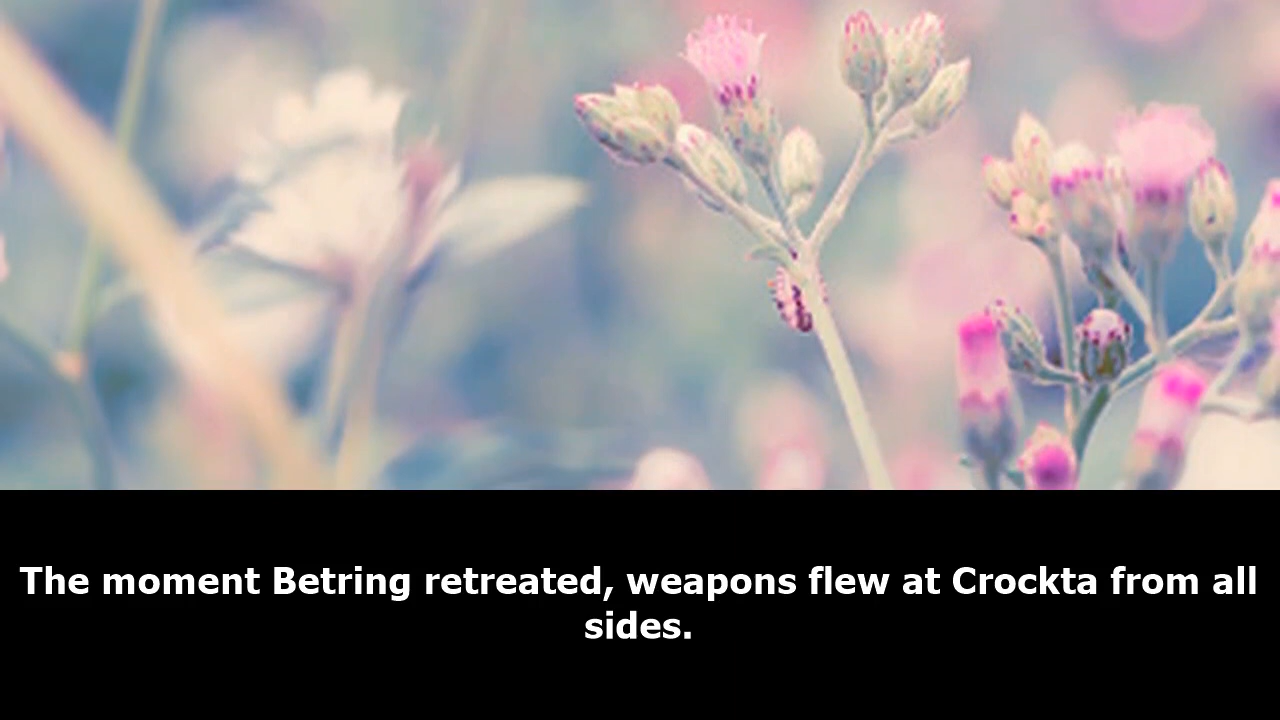 The moment Betring retreated, weapons flew at Crockta from all
sides.